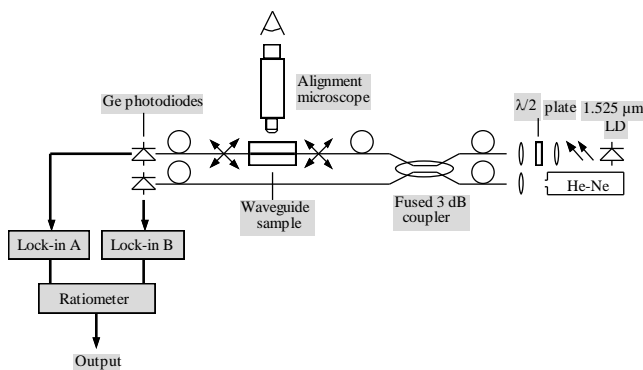 Alignment
microscope
Ge photodiodes
λ/2 plate 1.525 µm
LD
He-Ne
Waveguide
sample
Fused 3 dB
coupler
Lock-in A
Lock-in B
Ratiometer
Output